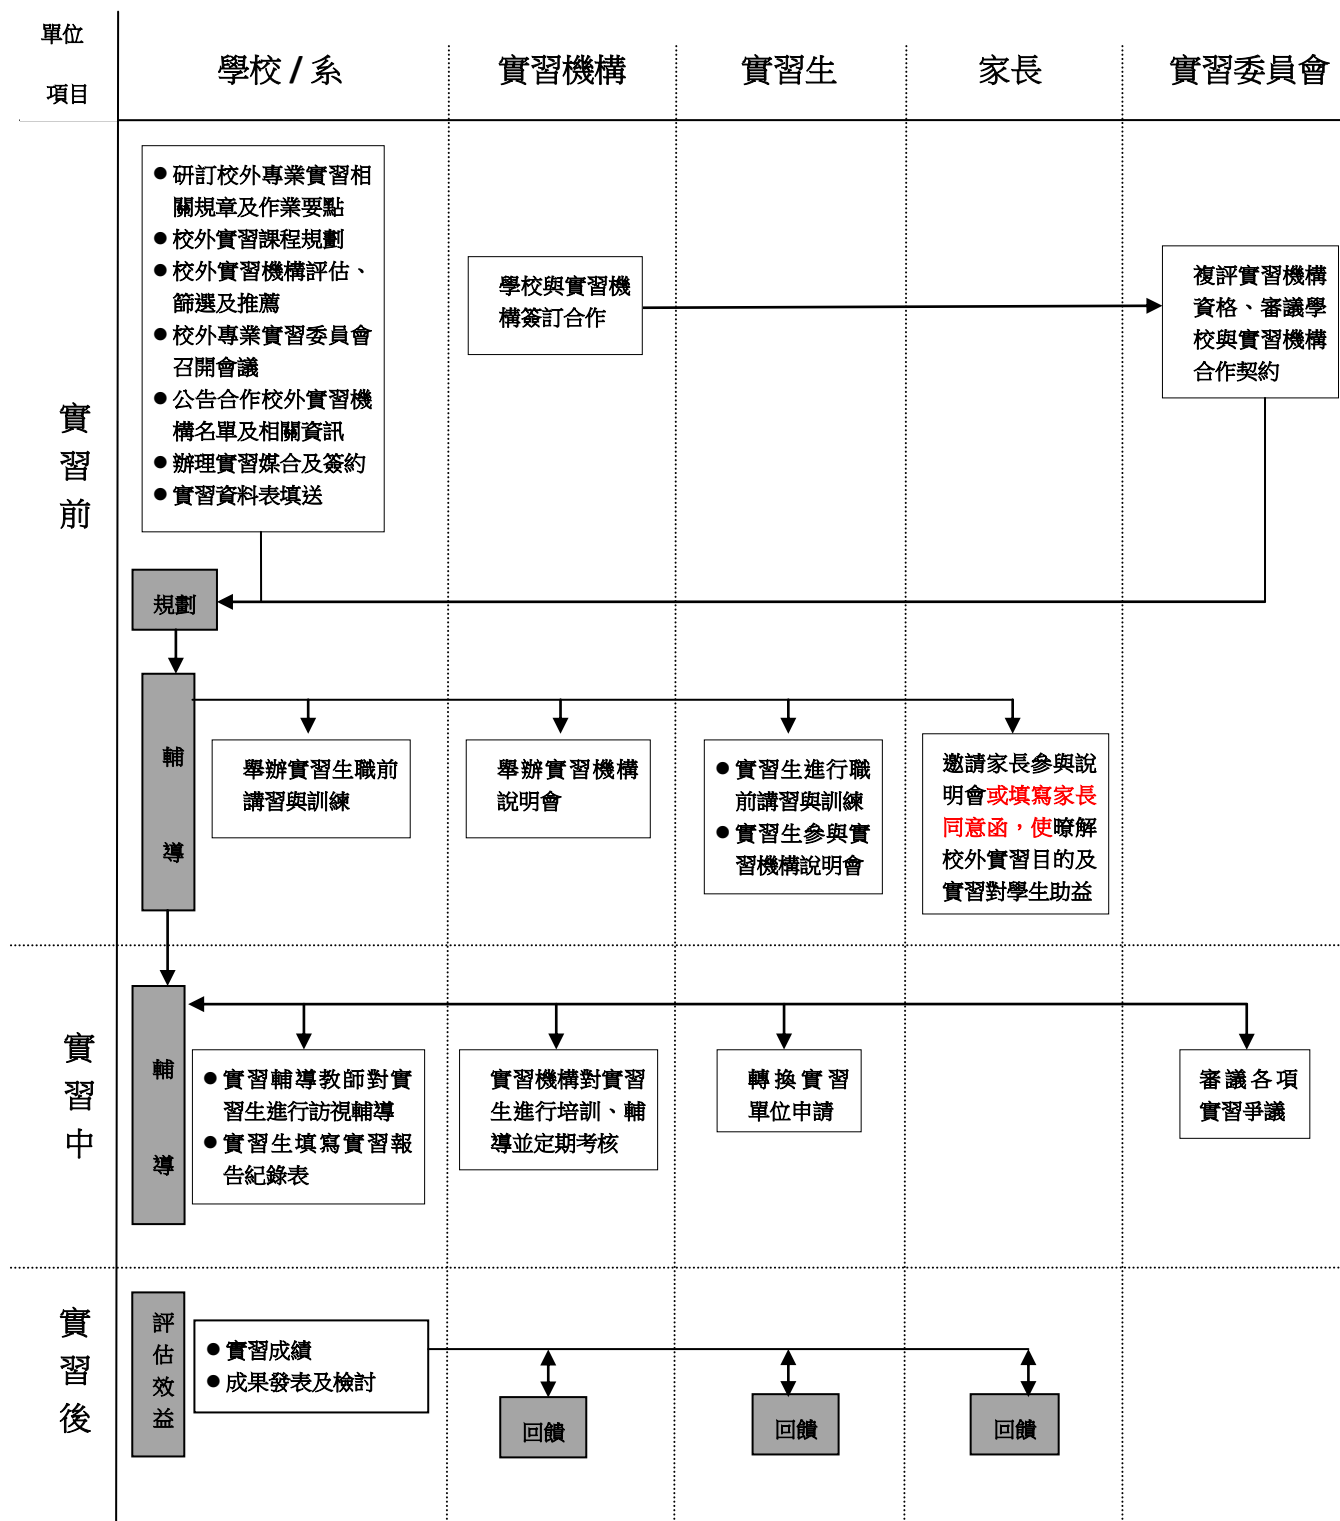 單位
項目
學校 / 系
實習機構
實習生
家長
實習委員會
實習前
● 研訂校外專業實習相
關規章及作業要點
● 校外實習課程規劃
● 校外實習機構評估、
篩選及推薦
● 校外專業實習委員會
召開會議
● 公告合作校外實習機
構名單及相關資訊
● 辦理實習媒合及簽約
● 實習資料表填送
學校與實習機
構簽訂合作
複評實習機構
資格、審議學
校與實習機構
合作契約
規劃
輔導
舉辦實習生職前
講習與訓練
舉辦實習機構
說明會
● 實習生進行職
前講習與訓練
● 實習生參與實
習機構說明會
邀請家長參與說
明會或填寫家長
同意函，使瞭解
校外實習目的及
實習對學生助益
實習中
輔導
● 實習輔導教師對實
習生進行訪視輔導
● 實習生填寫實習報
告紀錄表
實習機構對實習
生進行培訓、輔
導並定期考核
轉換實習
單位申請
審議各項
實習爭議
實習後
評估效益
● 實習成績
● 成果發表及檢討
回饋
回饋
回饋